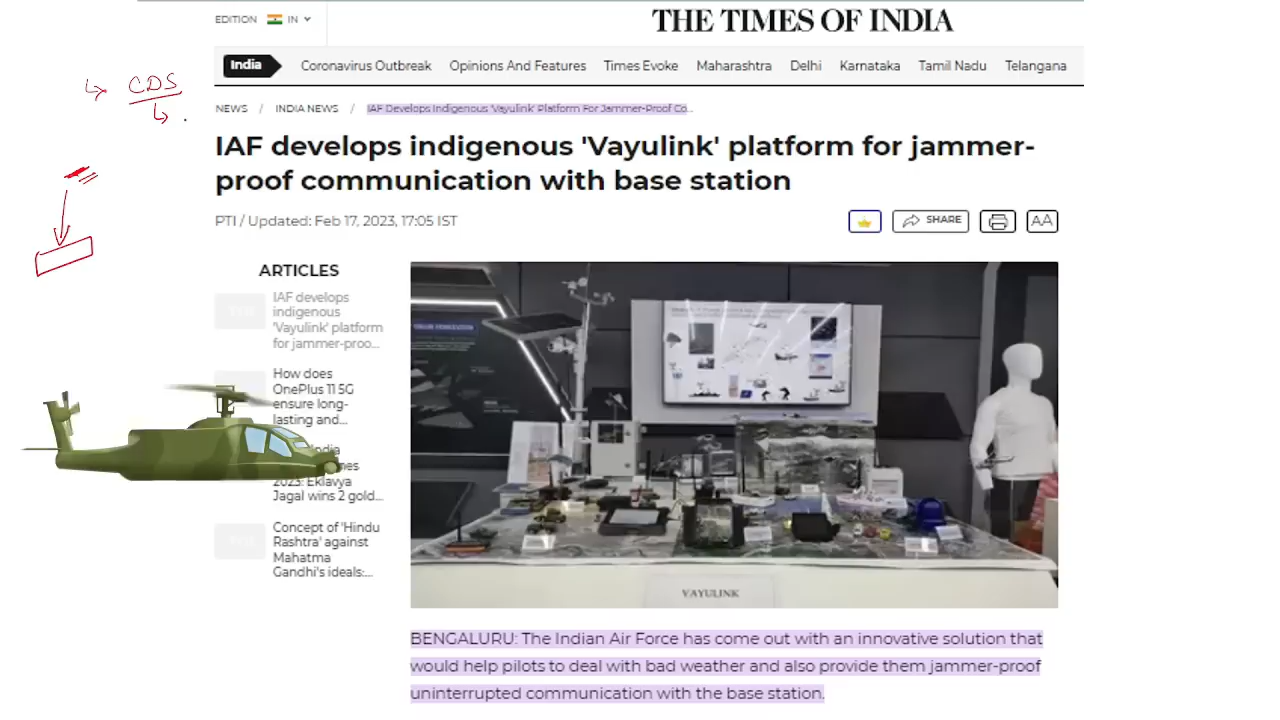 EDITION IN
THE TIMES OF INDIA
India Coronavirus Outbreak Opinions And Features Times Evoke Maharashtra Delhi Karnataka Tamil Nadu Telangana
CDS
NEWS / INDIA NEWS / IAF Develops Indigenous 'Vayulink' Platform For Jammer-Proof Co...
IAF develops indigenous 'Vayulink' platform for jammer-
proof communication with base station
PTI / Updated: Feb 17, 2023, 17:05 IST
SHARE
AA
ARTICLES
IAF develops
indigenous
'Vayulink' platform
for jammer-proo...
How does
OnePlus 11 5G
ensure long-
lasting and...
India
2023: Eklavya
Jagal wins 2 gold...
Concept of 'Hindu
Rashtra' against
Mahatma
Gandhi's ideals:...
VAYULINK
BENGALURU: The Indian Air Force has come out with an innovative solution that
would help pilots to deal with bad weather and also provide them jammer-proof
uninterrupted communication with the base station.